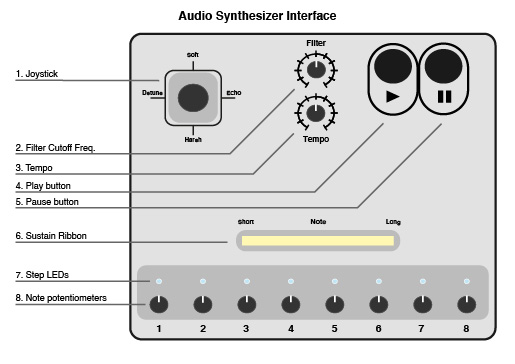 Audio Synthesizer Interface
Soft
Filter
1. Joystick
Detune
Echo
Harsh
Tempo
2. Filter Cutoff Freq.
3. Tempo
4. Play button
5. Pause button
Short Note Long
6. Sustain Ribbon
7. Step LEDs
8. Note potentiometers
1 2 3 4 5 6 7 8